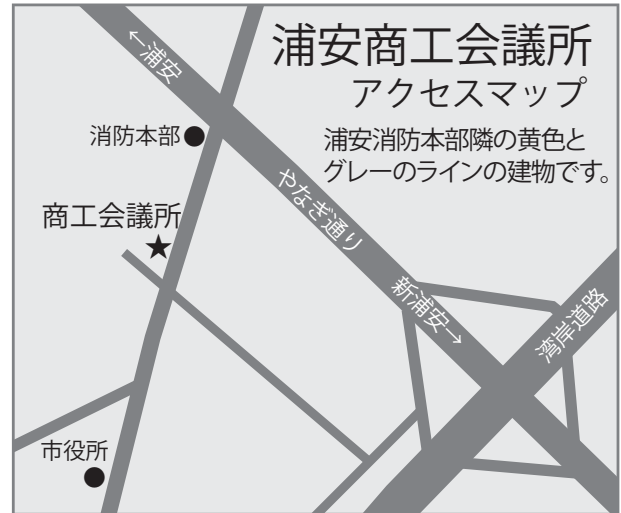 浦安商工会議所
アクセスマップ
浦安消防本部隣の黄色と
グレーのラインの建物です。
←浦安
消防本部
やなぎ通り
商工会議所
新浦安→
湾岸道路
市役所